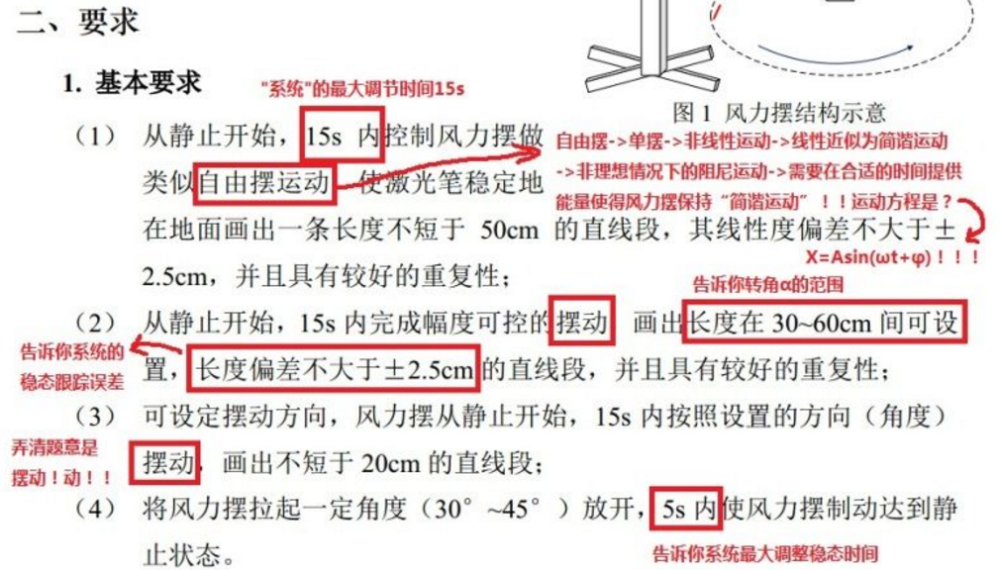 二、要求
1. 基本要求
"系统"的最大调节时间15s
图 1 风力摆结构示意
（1） 从静止开始，15s 内控制风力摆做
自由摆->单摆->非线性运动->线性近似为简谐运动
类似自由摆运动，使激光笔稳定地
->非理想情况下的阻尼运动->需要在合适的时间提供
能量使得风力摆保持“简谐运动”！！运动方程是？
在地面画出一条长度不短于 50cm 的直线段，其线性度偏差不大于±
X=Asin(ωt+φ)！！！
2.5cm，并且具有较好的重复性；
告诉你转角α的范围
（2） 从静止开始，15s 内完成幅度可控的摆动，画出长度在 30~60cm 间可设
告诉你系统的
稳态跟踪误差
置，长度偏差不大于±2.5cm 的直线段，并且具有较好的重复性；
（3） 可设定摆动方向，风力摆从静止开始，15s 内按照设置的方向（角度）
弄清题意是
摆动！动！！
摆动，画出不短于 20cm 的直线段；
（4） 将风力摆拉起一定角度（30°~45°）放开，5s 内使风力摆制动达到静
止状态。
告诉你系统最大调整稳态时间